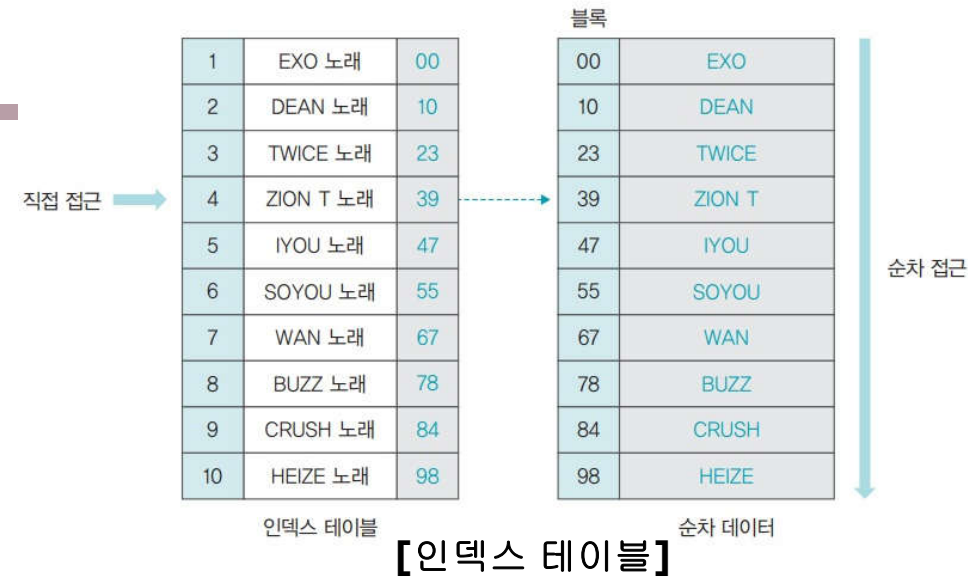 블록
1 EXO 노래 00 00 EXO
2 DEAN 노래 10 10 DEAN
3 TWICE 노래 23 23 TWICE
직접 접근 4 ZION T 노래 39 39 ZION T
5 IYOU 노래 47 47 IYOU
순차 접근
6 SOYOU 노래 55 55 SOYOU
7 WAN 노래 67 67 WAN
8 BUZZ 노래 78 78 BUZZ
9 CRUSH 노래 84 84 CRUSH
10 HEIZE 노래 98 98 HEIZE
인덱스 테이블 순차 데이터
[인덱스 테이블]